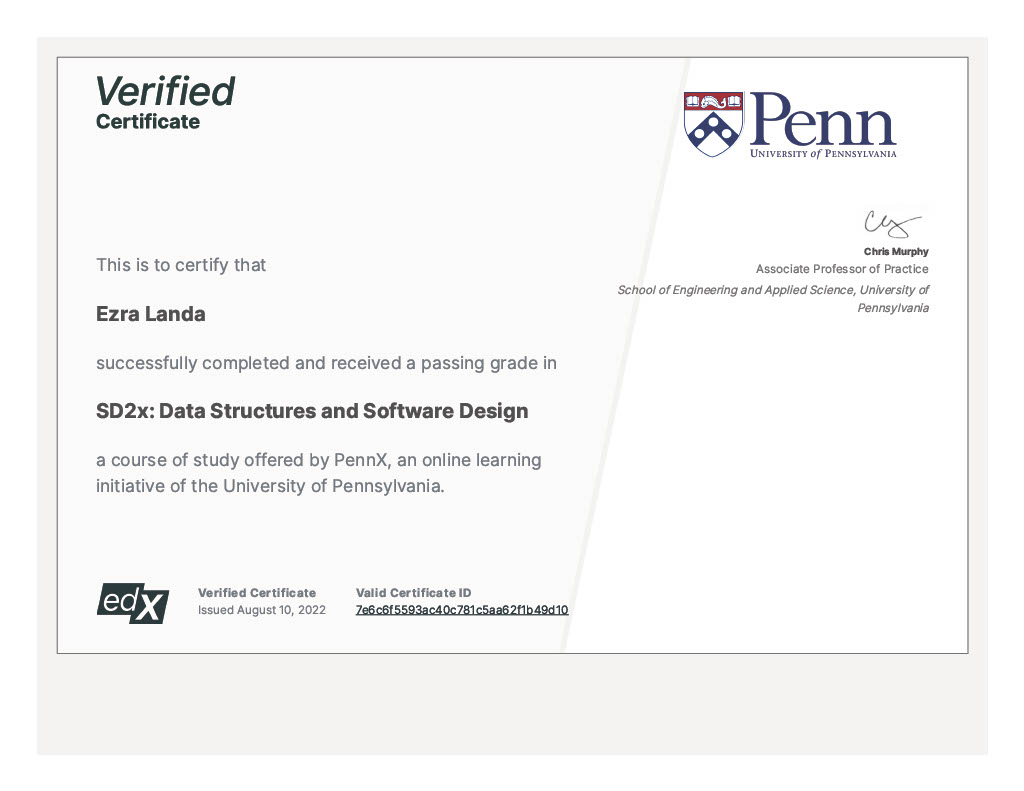 Verified
Certificate
Penn
UNIVERSITY of PENNSYLVANIA
Chris Murphy
Associate Professor of Practice
School of Engineering and Applied Science, University of
Pennsylvania
This is to certify that
Ezra Landa
successfully completed and received a passing grade in
SD2x: Data Structures and Software Design
a course of study offered by PennX, an online learning
initiative of the University of Pennsylvania.
edX
Verified Certificate
Issued August 10, 2022
Valid Certificate ID
7e6c6f5593ac40c781c5aa62f1b49d10